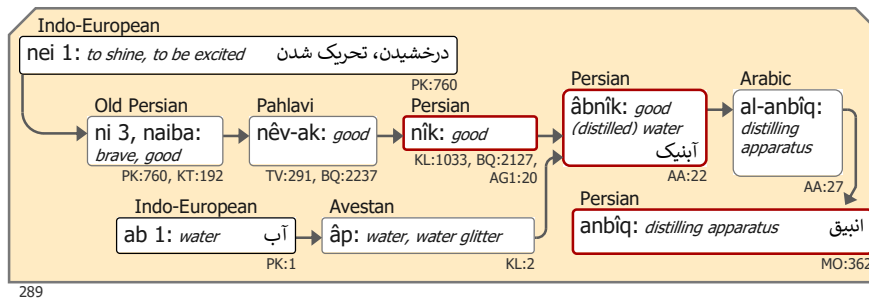 Indo-European
nei 1: to shine, to be excited درخشیدن، تحریک شدن
PK:760
Old Persian
ni 3, naiba:
brave, good
PK:760, KT:192
Pahlavi
nêv-ak: good
TV:291, BQ:2237
Persian
nîk: good
KL:1033, BQ:2127,
AG1:20
Persian
âbnîk: good
(distilled) water
آبنیک
AA:22
Arabic
al-anbîq:
distilling
apparatus
AA:27
Indo-European
ab 1: water آب
PK:1
Avestan
âp: water, water glitter
KL:2
Persian
anbîq: distilling apparatus انبیق
MO:362
289